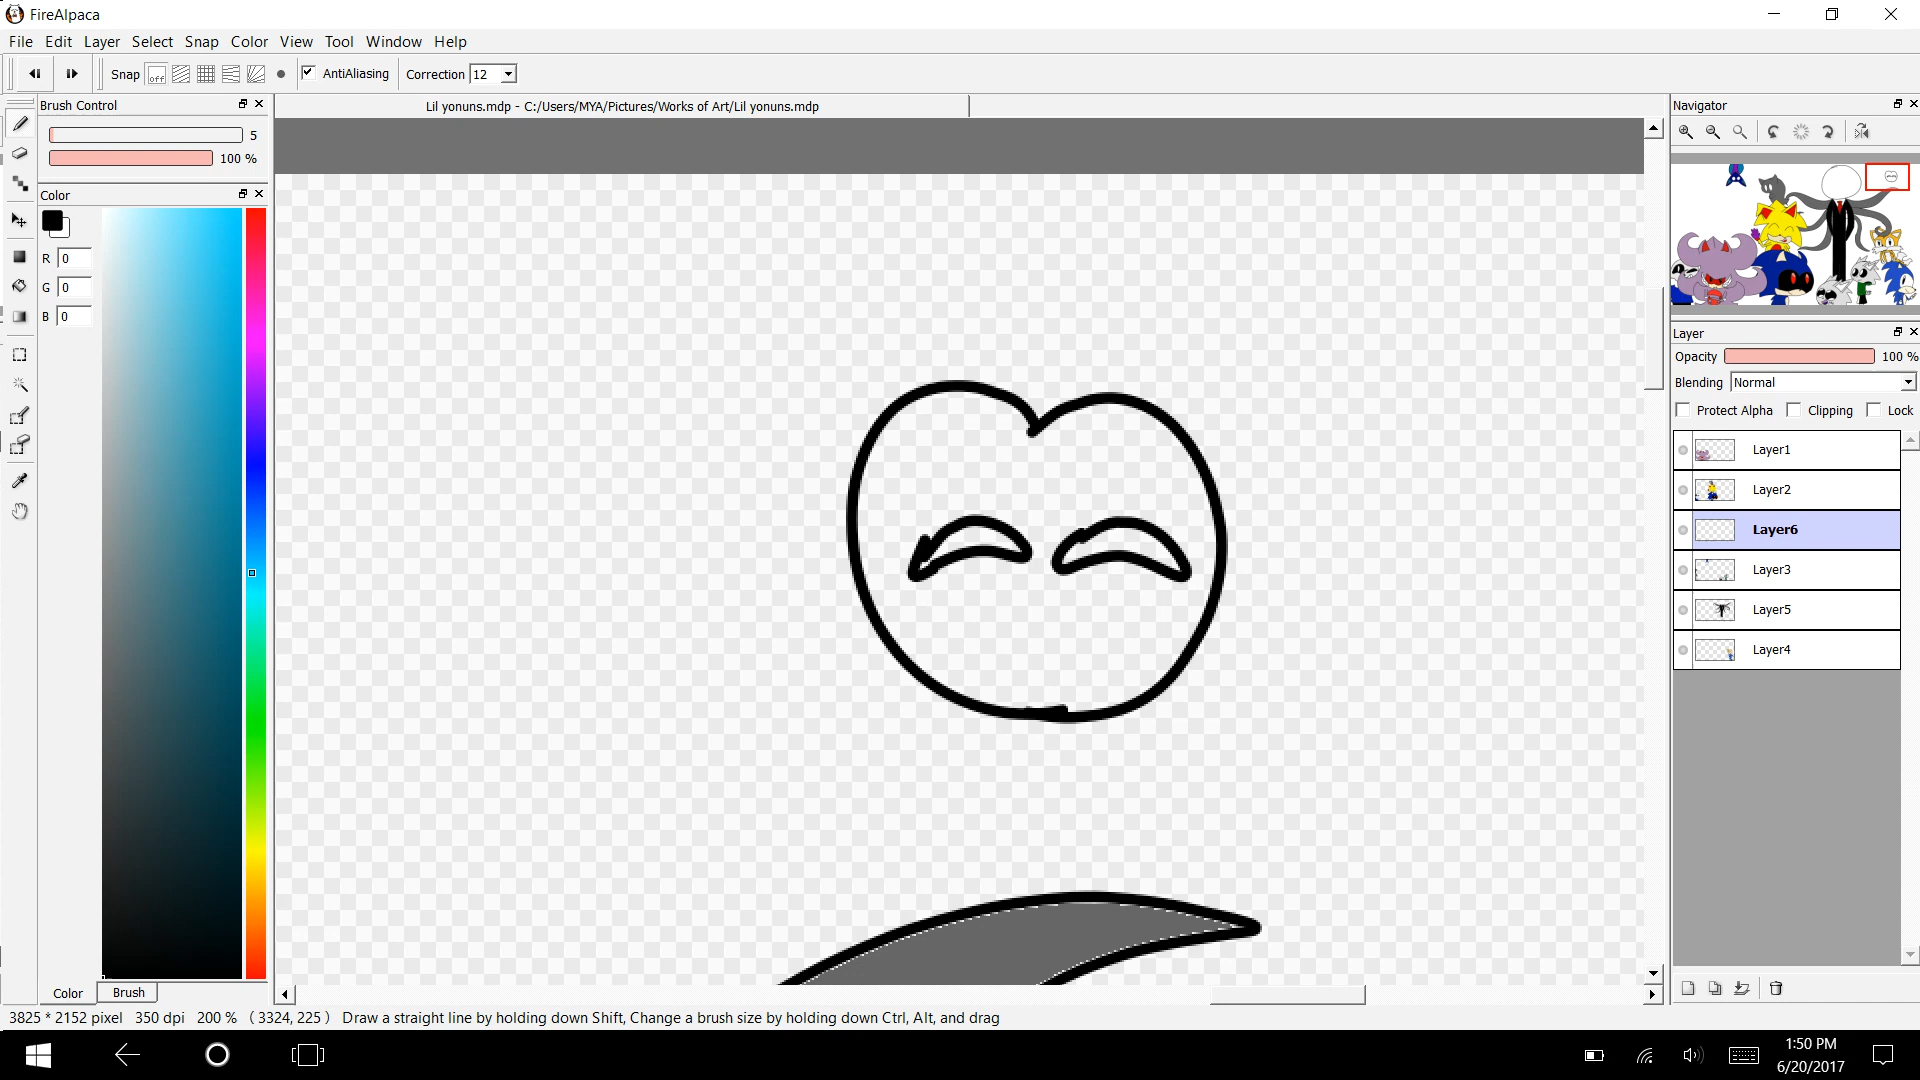 FireAlpaca
File Edit Layer Select Snap Color View Tool Window Help
Snap off AntiAliasing Correction 12
Brush Control
5
100 %
Color
R 0
G 0
B 0
Color Brush
Lil yonuns.mdp - C:/Users/MYA/Pictures/Works of Art/Lil yonuns.mdp
Navigator
Layer
Opacity 100 %
Blending Normal
Protect Alpha Clipping Lock
Layer1
Layer2
Layer6
Layer3
Layer5
Layer4
3825 * 2152 pixel 350 dpi 200 % ( 3324, 225 ) Draw a straight line by holding down Shift, Change a brush size by holding down Ctrl, Alt, and drag
1:50 PM
6/20/2017